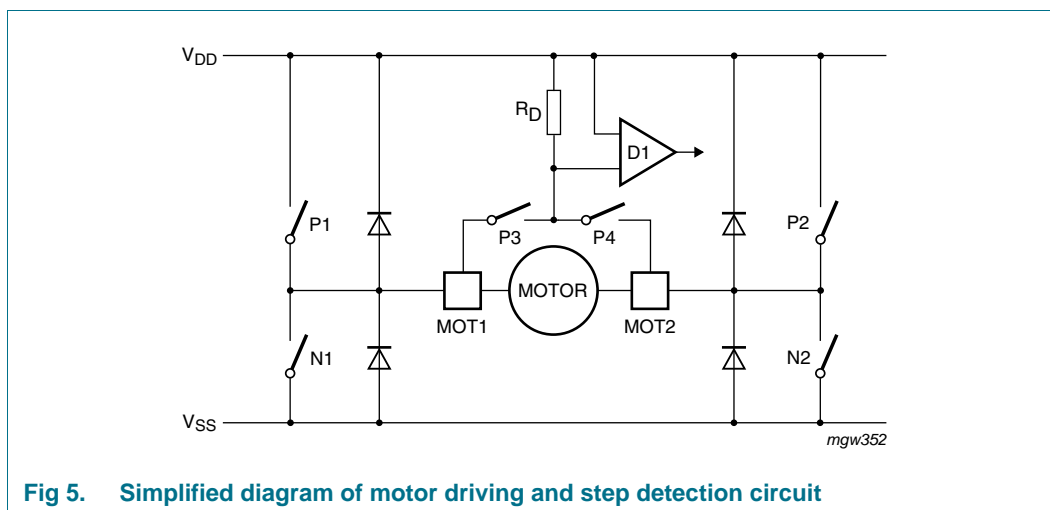 VDD
RD
D1
P1
P3
P4
P2
MOTOR
MOT1
MOT2
N1
N2
VSS
mgw352
Fig 5. Simplified diagram of motor driving and step detection circuit